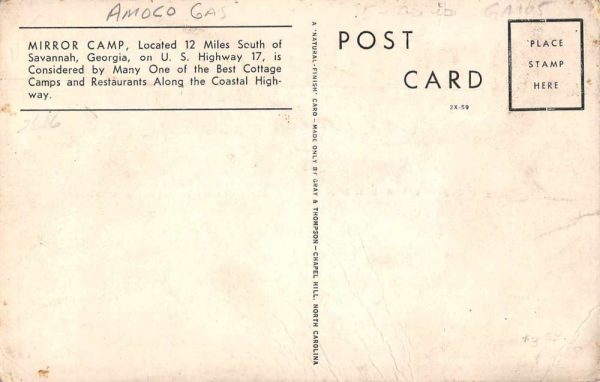 AMOCO GAS
MIRROR CAMP, Located 12 Miles South of
Savannah, Georgia, on U. S. Highway 17, is
Considered by Many One of the Best Cottage
Camps and Restaurants Along the Coastal High-
way.
A 'NATURAL-FINISH' CARD — MADE ONLY BY GRAY & THOMPSON — CHAPEL HILL, NORTH CAROLINA
POST
CARD
2X-59
PLACE
STAMP
HERE